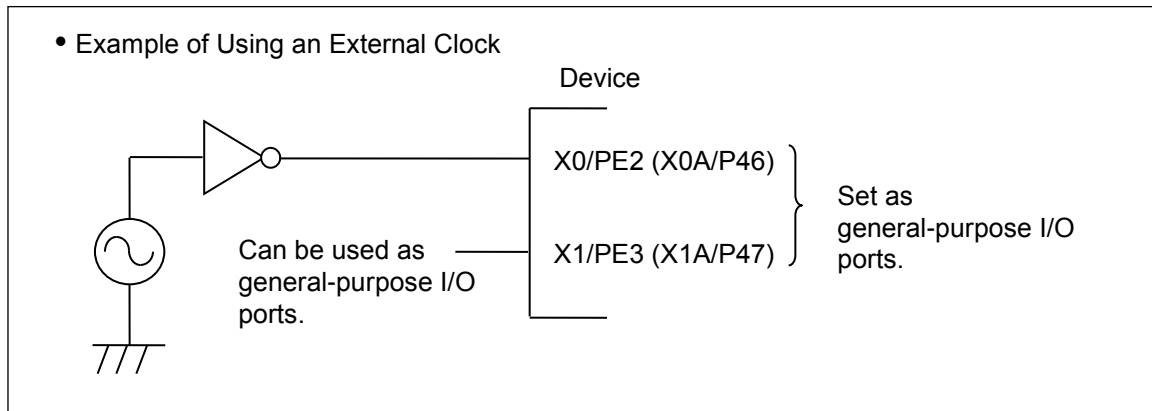 • Example of Using an External Clock
Device
X0/PE2 (X0A/P46)
Set as
general-purpose I/O
ports.
Can be used as
general-purpose I/O
ports.
X1/PE3 (X1A/P47)